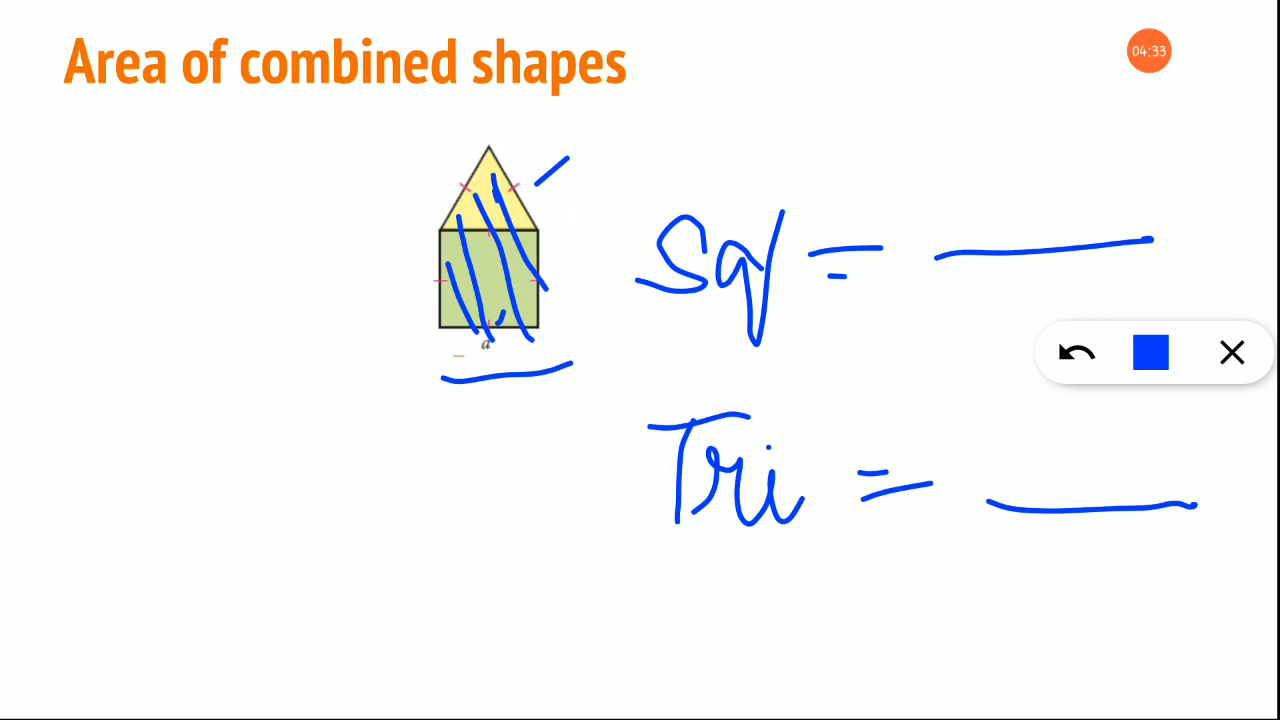 Area of combined shapes
04:33
Sq =
a
Tri =